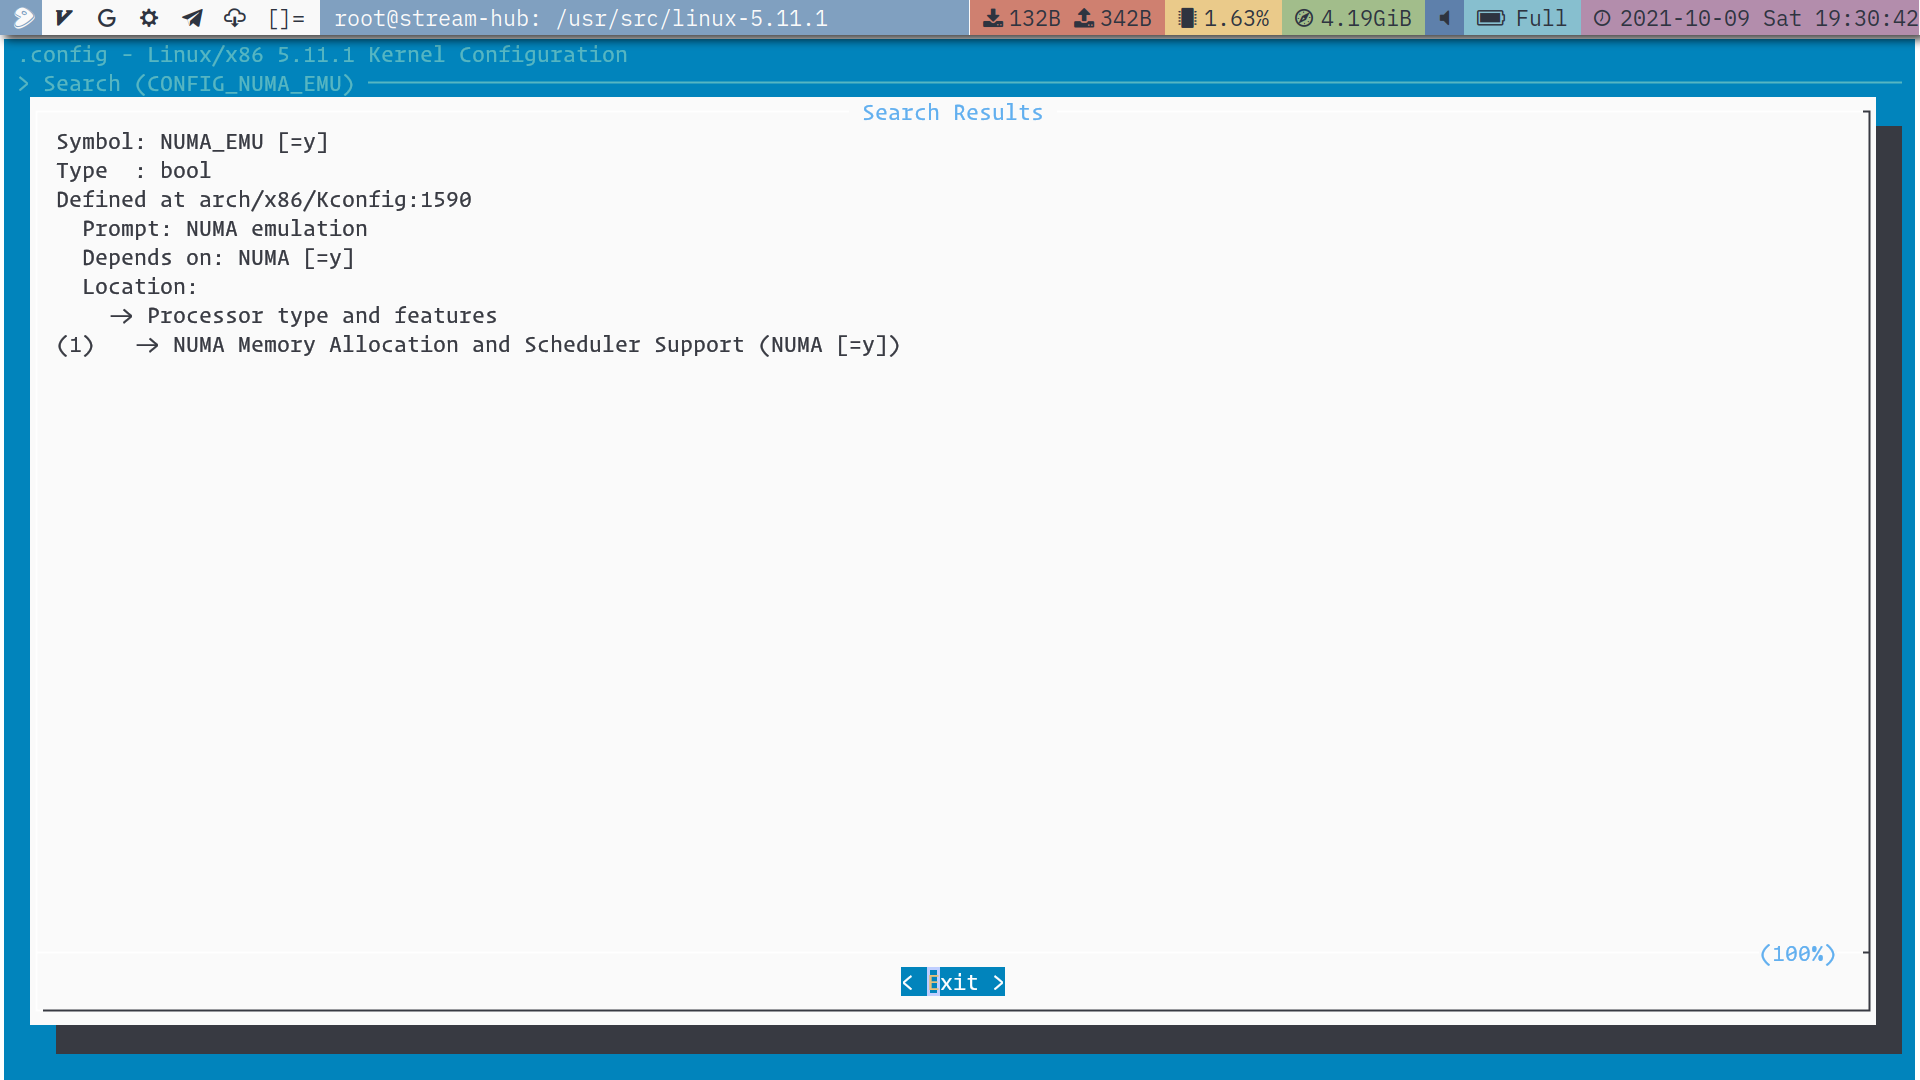 []= root@stream-hub: /usr/src/linux-5.11.1 132B 342B 1.63% 4.19GiB Full 2021-10-09 Sat 19:30:42
.config - Linux/x86 5.11.1 Kernel Configuration
> Search (CONFIG_NUMA_EMU)
Search Results
Symbol: NUMA_EMU [=y]
Type  : bool
Defined at arch/x86/Kconfig:1590
  Prompt: NUMA emulation
  Depends on: NUMA [=y]
  Location:
    -> Processor type and features
(1)   -> NUMA Memory Allocation and Scheduler Support (NUMA [=y])
(100%)
< Exit >